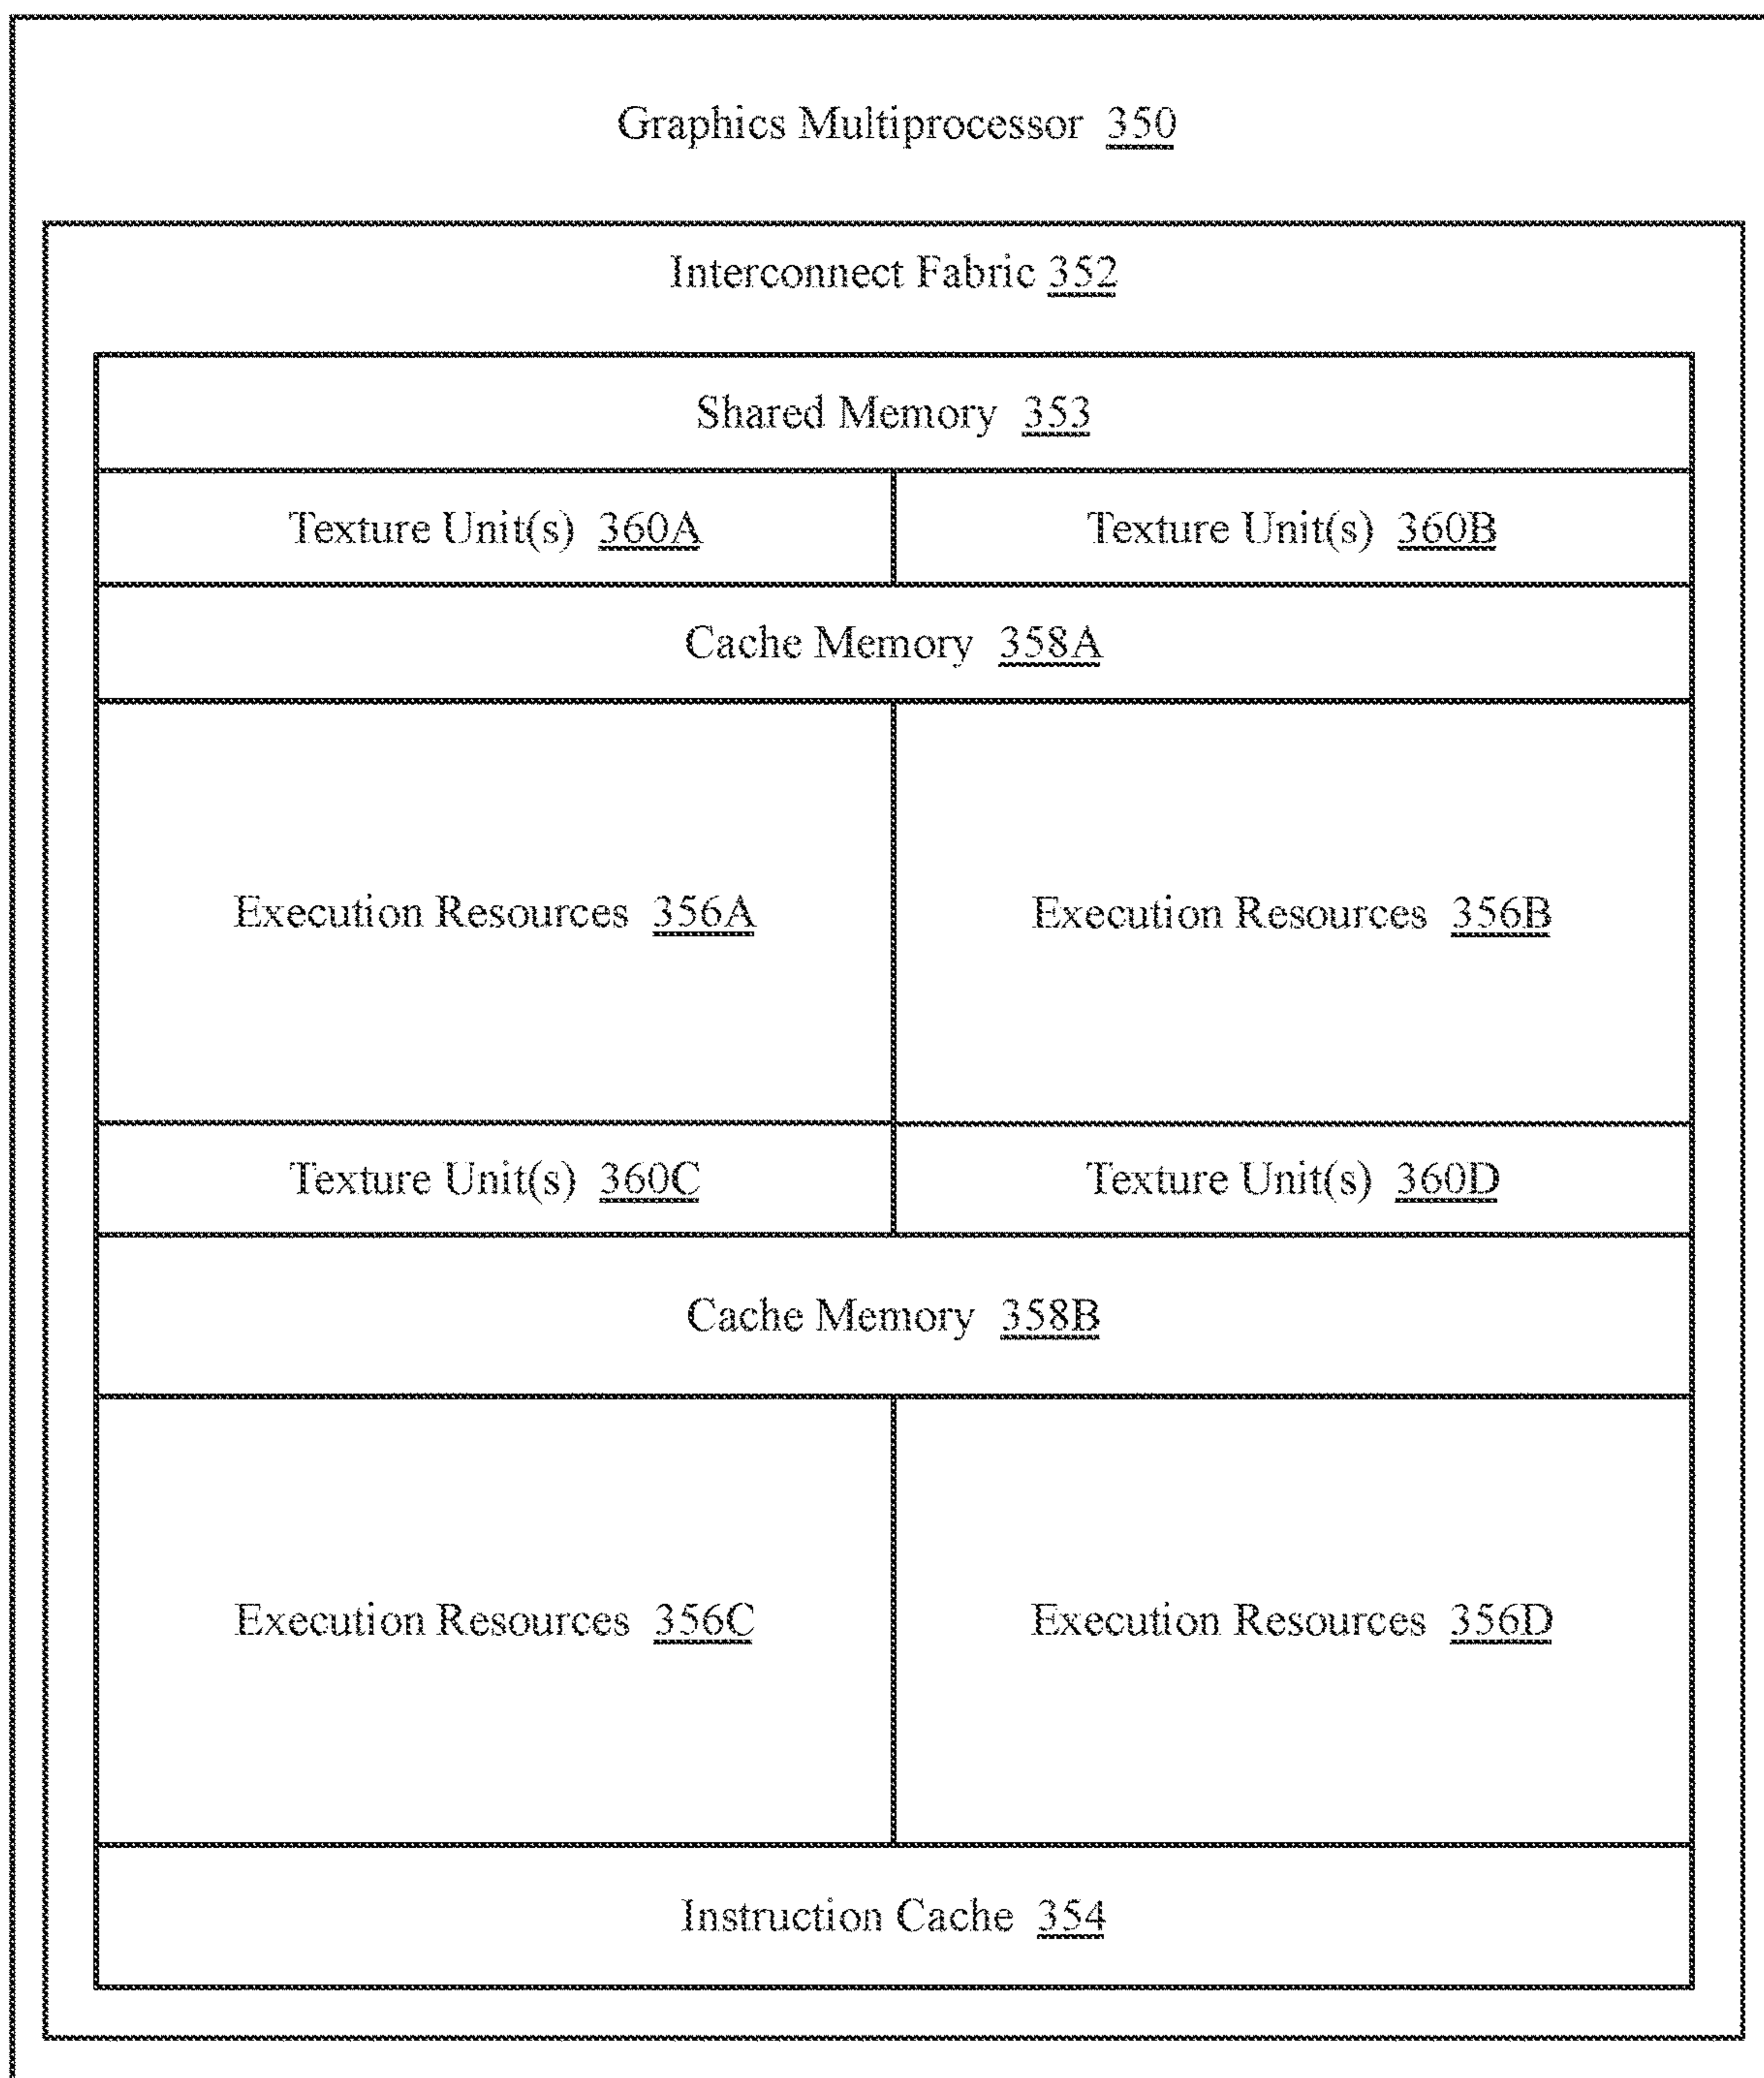 Graphics Multiprocessor 350
Interconnect Fabric 352
Shared Memory 353
Texture Unit(s) 360A
Texture Unit(s) 360B
Cache Memory 358A
Execution Resources 356A
Execution Resources 356B
Texture Unit(s) 360C
Texture Unit(s) 360D
Cache Memory 358B
Execution Resources 356C
Execution Resources 356D
Instruction Cache 354